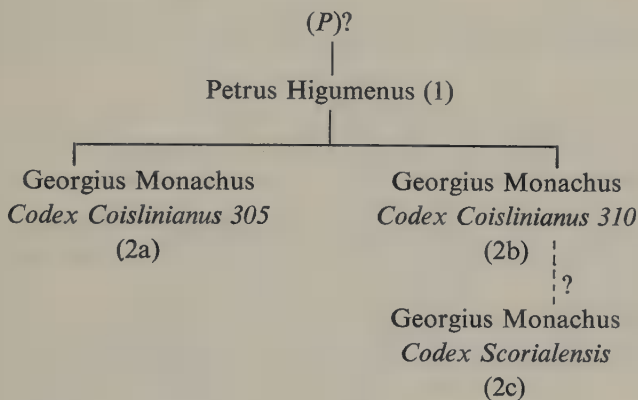 (P)?
Petrus Higumenus (1)
Georgius Monachus
Codex Coislinianus 305
(2a)
Georgius Monachus
Codex Coislinianus 310
(2b)
?
Georgius Monachus
Codex Scorialensis
(2c)